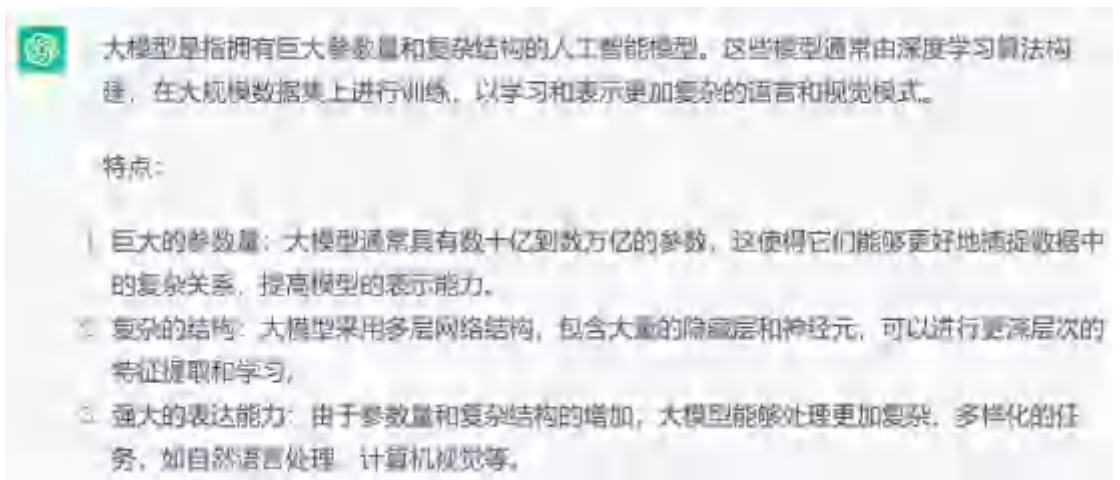 大模型是指拥有巨大参数量和复杂结构的人工智能模型。这些模型通常由深度学习算法构
建，在大规模数据集上进行训练，以学习和表示更加复杂的语言和视觉模式。
特点：
1. 巨大的参数量：大模型通常具有数十亿到数万亿的参数，这使得它们能够更好地捕捉数据中
的复杂关系，提高模型的表示能力。
2. 复杂的结构：大模型采用多层网络结构，包含大量的隐藏层和神经元，可以进行更深层次的
特征提取和学习。
3. 强大的表达能力：由于参数量和复杂结构的增加，大模型能够处理更加复杂、多样化的任
务，如自然语言处理、计算机视觉等。